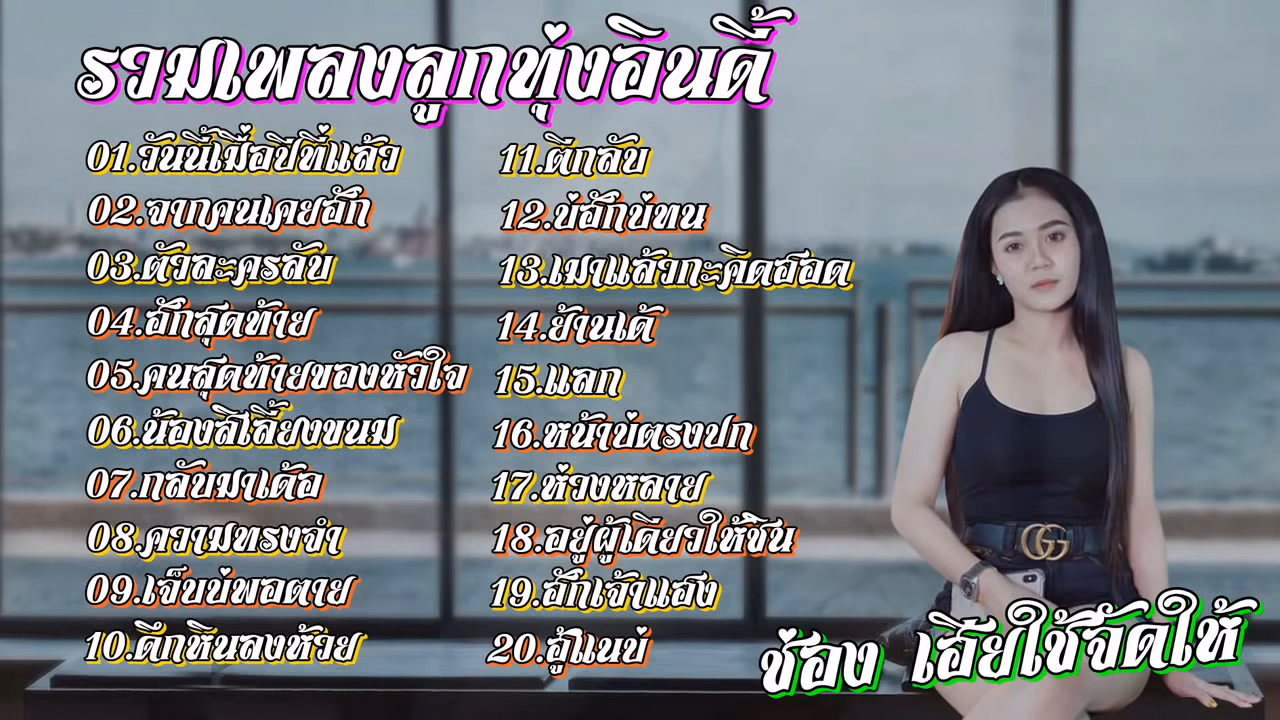 รวมเพลงลูกทุ่งอินดี้
01.วันนี้เมื่อปีที่แล้ว
02.จากคนเคยฮัก
03.ตัวละครลับ
04.ฮักสุดท้าย
05.คนสุดท้ายของหัวใจ
06.น้องลิเลี้ยงขนม
07.กลับมาเด้อ
08.ความทรงจำ
09.เจ็บบ่พอตาย
10.ดึกหินลงห้วย
11.ตีกลับ
12.บ่ฮักบ่ทน
13.เมาแล้วกะคิดฮอด
14.ย้านเด้
15.แลก
16.หน้าบ่ตรงปก
17.ห่วงหลาย
18.อยู่ผู้เดียวให้ชิน
19.ฮักเจ้าแฮง
20.ฮู้แนบ่
ช่อง เฮียใช้จัดให้
GG